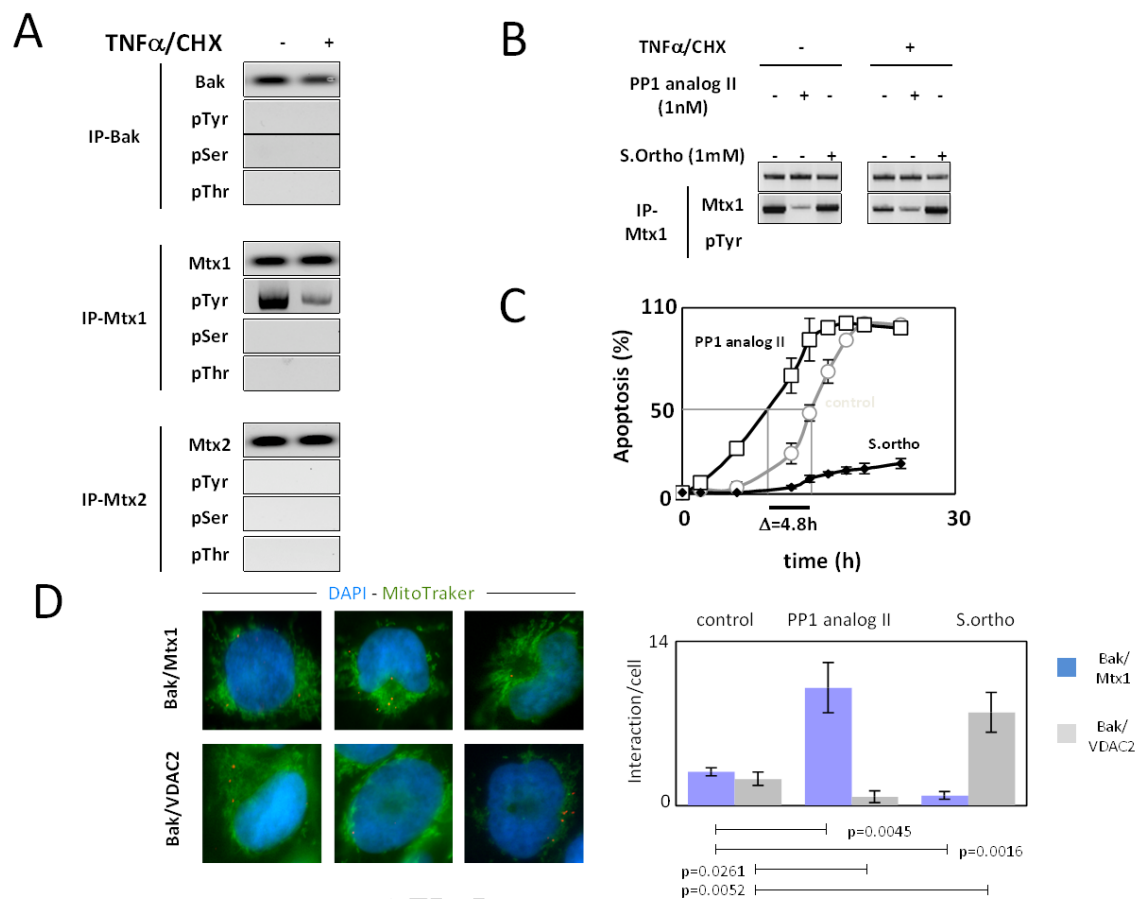 A
TNFα/CHX - +
IP-Bak
Bak
pTyr
pSer
pThr
IP-Mtx1
Mtx1
pTyr
pSer
pThr
IP-Mtx2
Mtx2
pTyr
pSer
pThr
B
TNFα/CHX - +
PP1 analog II
(1nM)
- + - - + -
S.Ortho (1mM) - - + - - +
IP-
Mtx1
Mtx1
pTyr
C
110
50
0
Apoptosis (%)
PP1 analog II
control
S.ortho
0 30
Δ=4.8h
time (h)
D
DAPI - MitoTraker
Bak/Mtx1
Bak/VDAC2
control PP1 analog II S.ortho
14
0
Interaction/cell
Bak/
Mtx1
Bak/
VDAC2
p=0.0045
p=0.0016
p=0.0261
p=0.0052